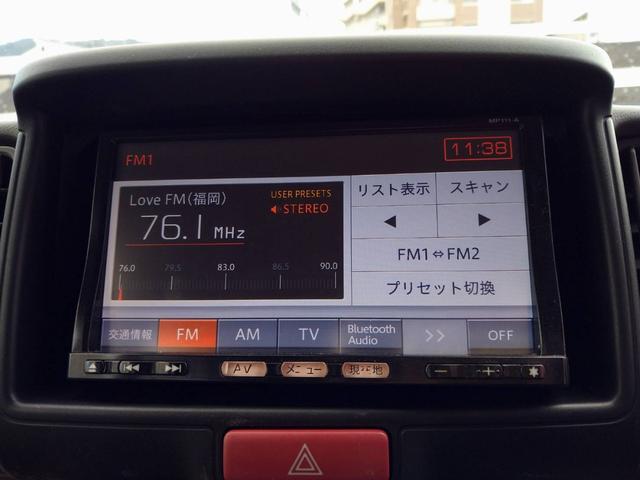 MP111-A
FM1
11:38
Love FM(福岡)
USER PRESETS
STEREO
76.1 MHz
76.0 79.5 83.0 86.5 90.0
リスト表示 スキャン
◀ ▶
FM1⇔FM2
プリセット切換
交通情報 FM AM TV Bluetooth Audio >> OFF
AV メニュー 現在地
− +